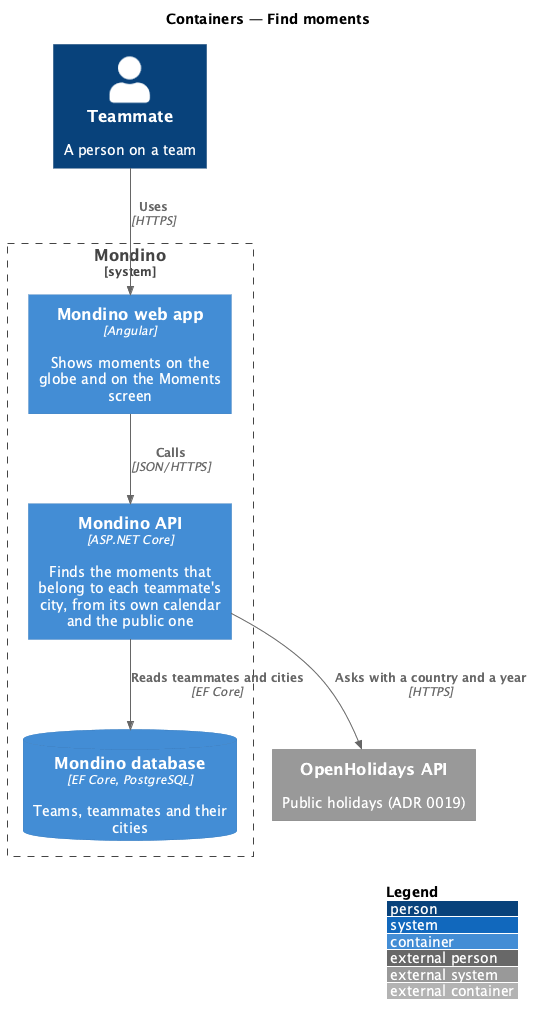 Containers — Find moments
Teammate
A person on a team
Uses
[HTTPS]
Mondino
[system]
Mondino web app
[Angular]
Shows moments on the
globe and on the Moments
screen
Calls
[JSON/HTTPS]
Mondino API
[ASP.NET Core]
Finds the moments that
belong to each teammate's
city, from its own calendar
and the public one
Reads teammates and cities
[EF Core]
Asks with a country and a year
[HTTPS]
Mondino database
[EF Core, PostgreSQL]
Teams, teammates and their
cities
OpenHolidays API
Public holidays (ADR 0019)
Legend
person
system
container
external person
external system
external container